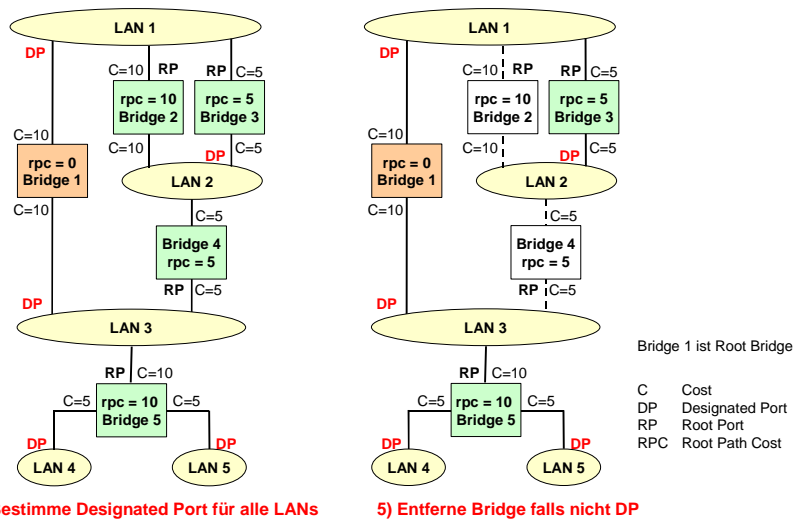 LAN 1
DP
C=10
RP
RP
C=5
rpc = 10
Bridge 2
rpc = 5
Bridge 3
C=10
C=10
DP
C=5
rpc = 0
Bridge 1
LAN 2
C=10
C=5
Bridge 4
rpc = 5
RP
C=5
DP
LAN 3
RP
C=10
C=5
rpc = 10
Bridge 5
C=5
DP
DP
LAN 4
LAN 5
estimme Designated Port für alle LANs
LAN 1
DP
C=10
RP
RP
C=5
rpc = 10
Bridge 2
rpc = 5
Bridge 3
C=10
C=10
DP
C=5
rpc = 0
Bridge 1
LAN 2
C=10
C=5
Bridge 4
rpc = 5
RP
C=5
DP
LAN 3
RP
C=10
C=5
rpc = 10
Bridge 5
C=5
DP
DP
LAN 4
LAN 5
5) Entferne Bridge falls nicht DP
Bridge 1 ist Root Bridge
C Cost
DP Designated Port
RP Root Port
RPC Root Path Cost